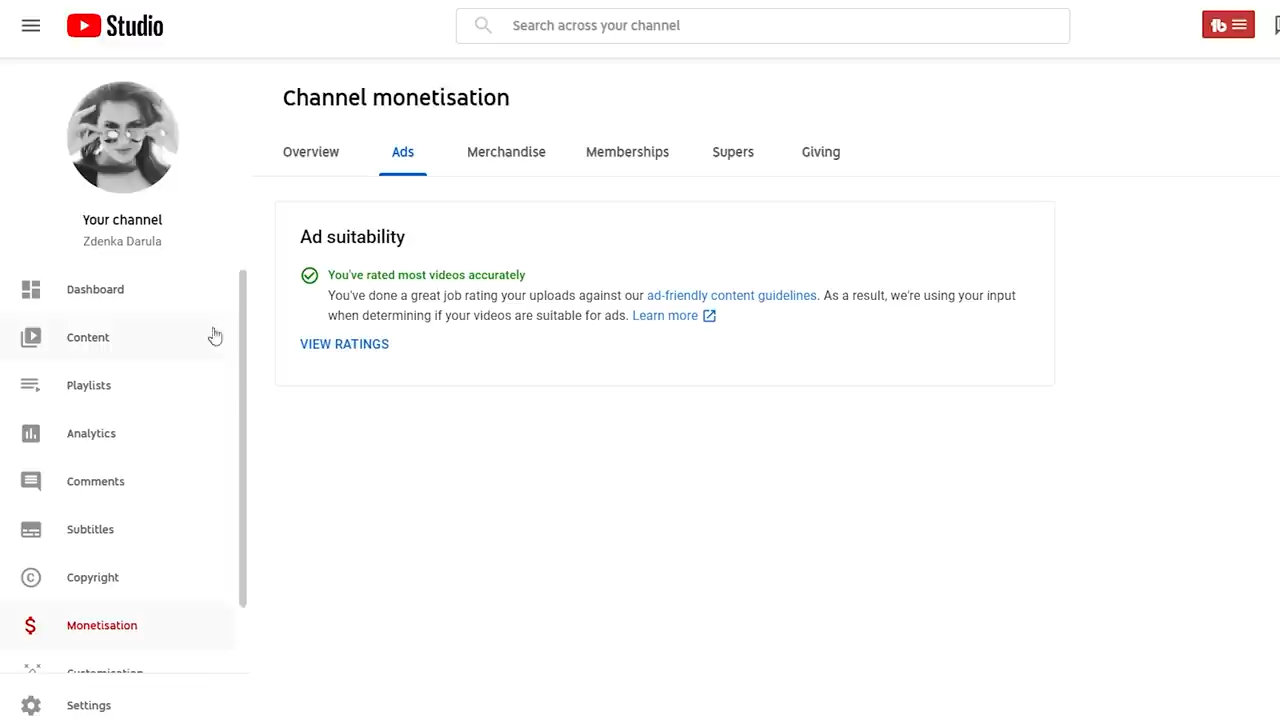 Studio
Search across your channel
Channel monetisation
Overview
Ads
Merchandise
Memberships
Supers
Giving
Your channel
Zdenka Darula
Dashboard
Content
Playlists
Analytics
Comments
Subtitles
Copyright
Monetisation
Customisation
Settings
Ad suitability
You've rated most videos accurately
You've done a great job rating your uploads against our ad-friendly content guidelines. As a result, we're using your input
when determining if your videos are suitable for ads. Learn more
VIEW RATINGS